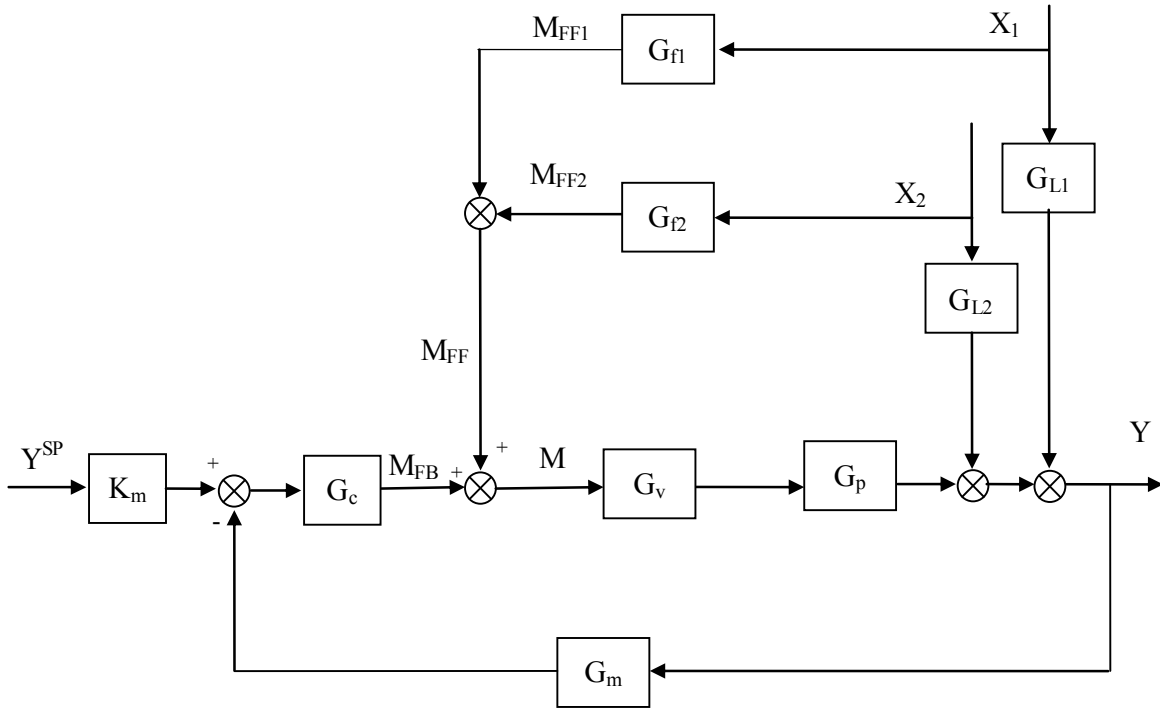 M_FF1
G_f1
X_1
M_FF2
G_f2
X_2
G_L1
G_L2
M_FF
Y^SP
K_m
+
-
G_c
M_FB
+
+
M
G_v
G_p
Y
G_m